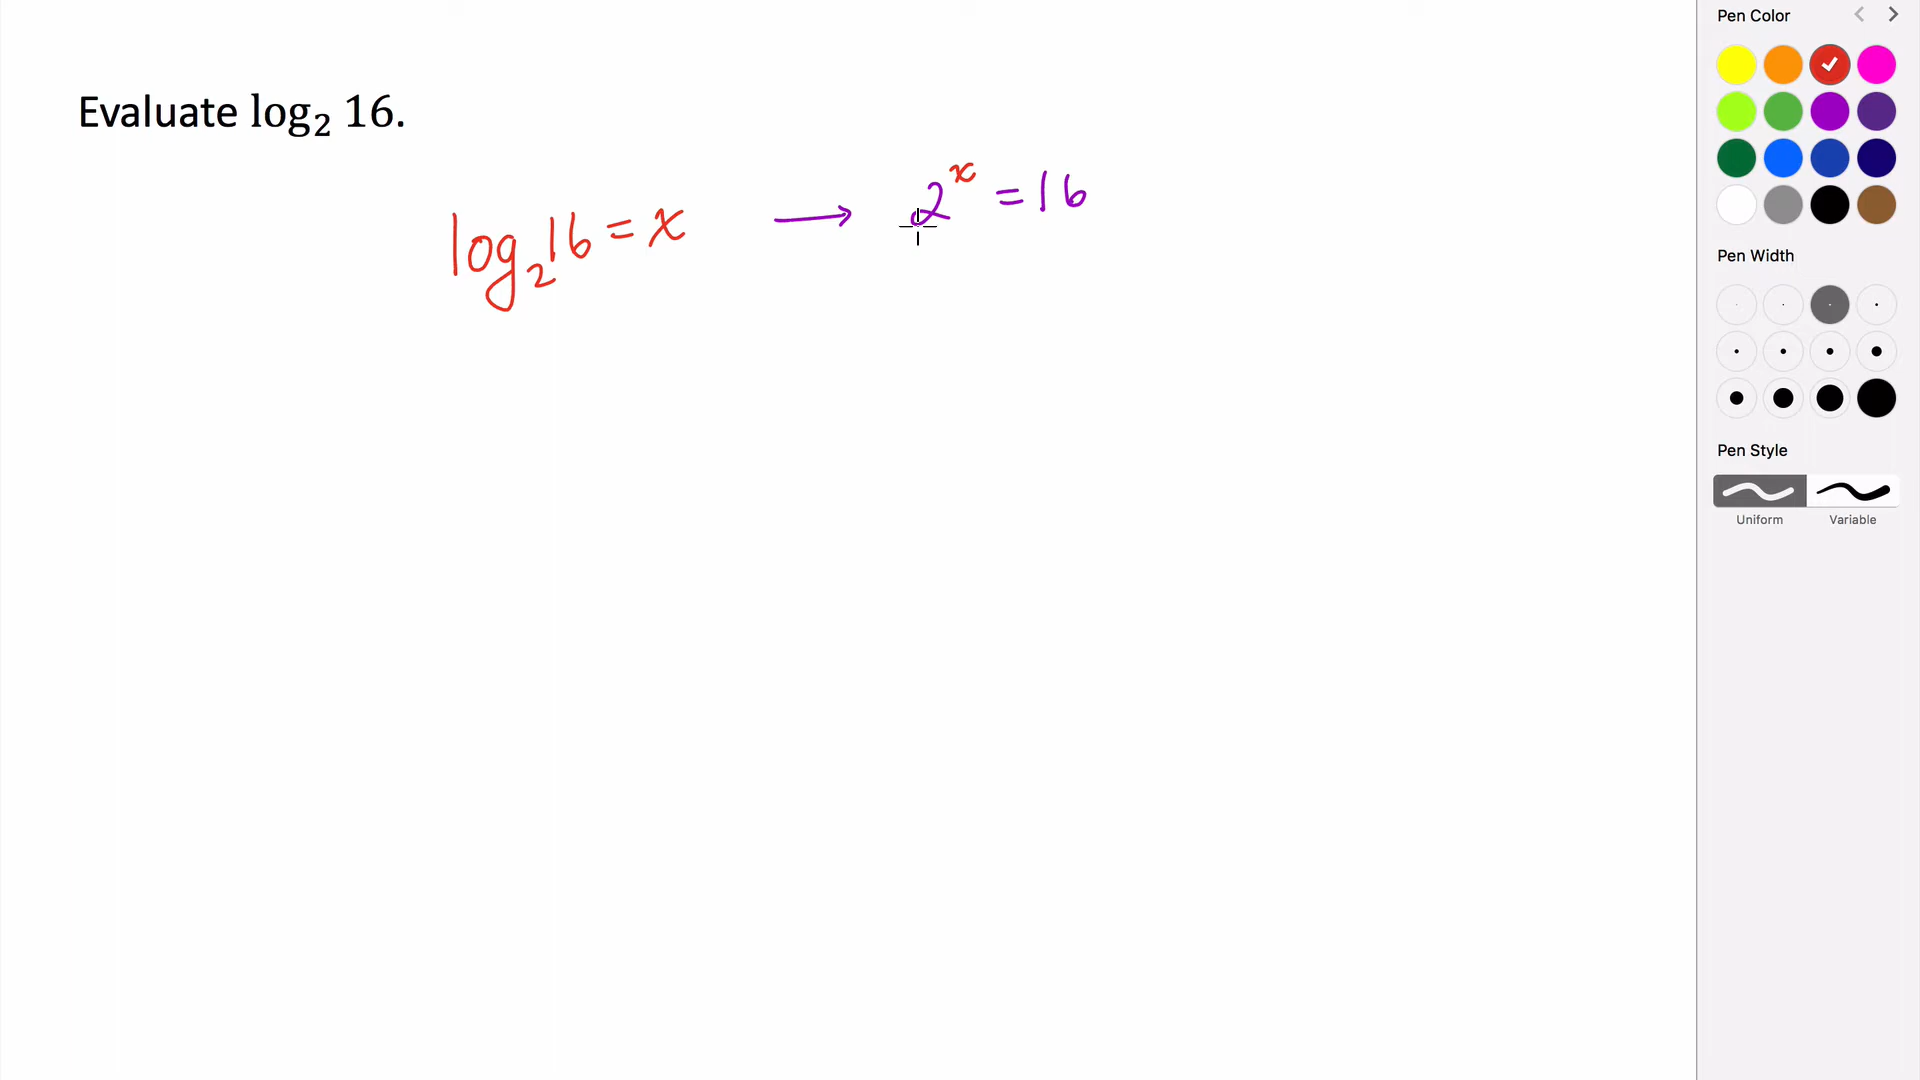 Evaluate log₂ 16.
log₂16 = x → 2ˣ = 16
Pen Color
Pen Width
Pen Style
Uniform Variable